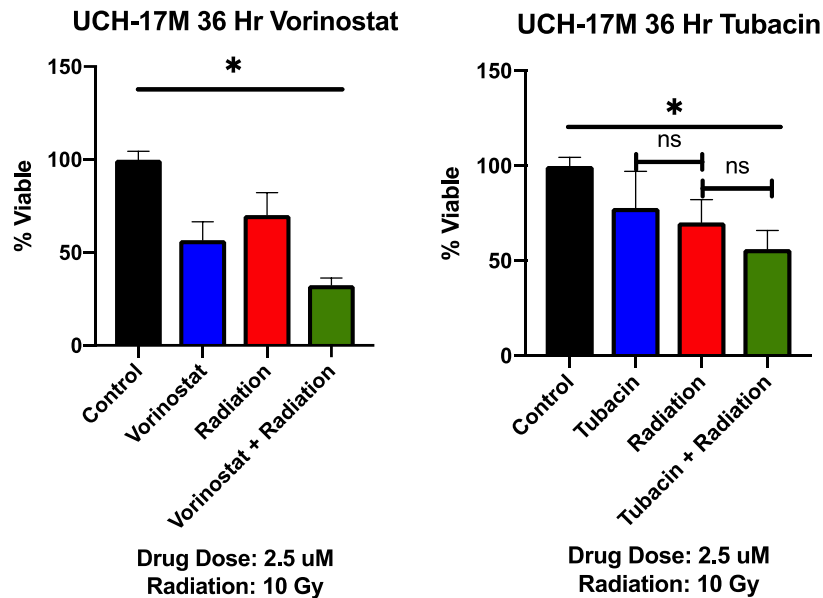 UCH-17M 36 Hr Vorinostat
150
*
100
50
0
% Viable
Control
Vorinostat
Radiation
Vorinostat + Radiation
Drug Dose: 2.5 uM
Radiation: 10 Gy
UCH-17M 36 Hr Tubacin
150
*
ns
ns
100
50
0
% Viable
Control
Tubacin
Radiation
Tubacin + Radiation
Drug Dose: 2.5 uM
Radiation: 10 Gy